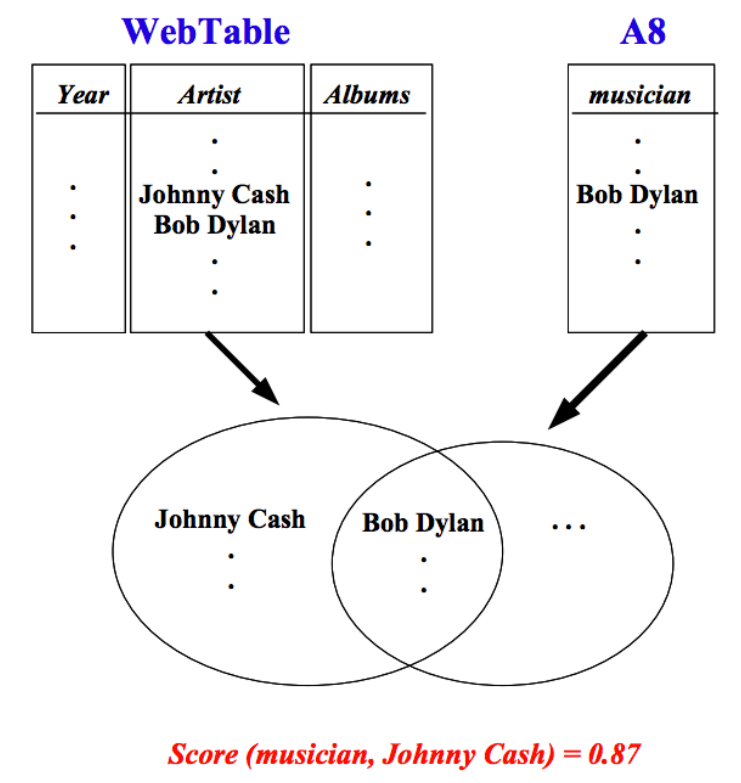 WebTable A8
Year Artist Albums musician
Johnny Cash
Bob Dylan
Bob Dylan
Johnny Cash Bob Dylan ...
Score (musician, Johnny Cash) = 0.87